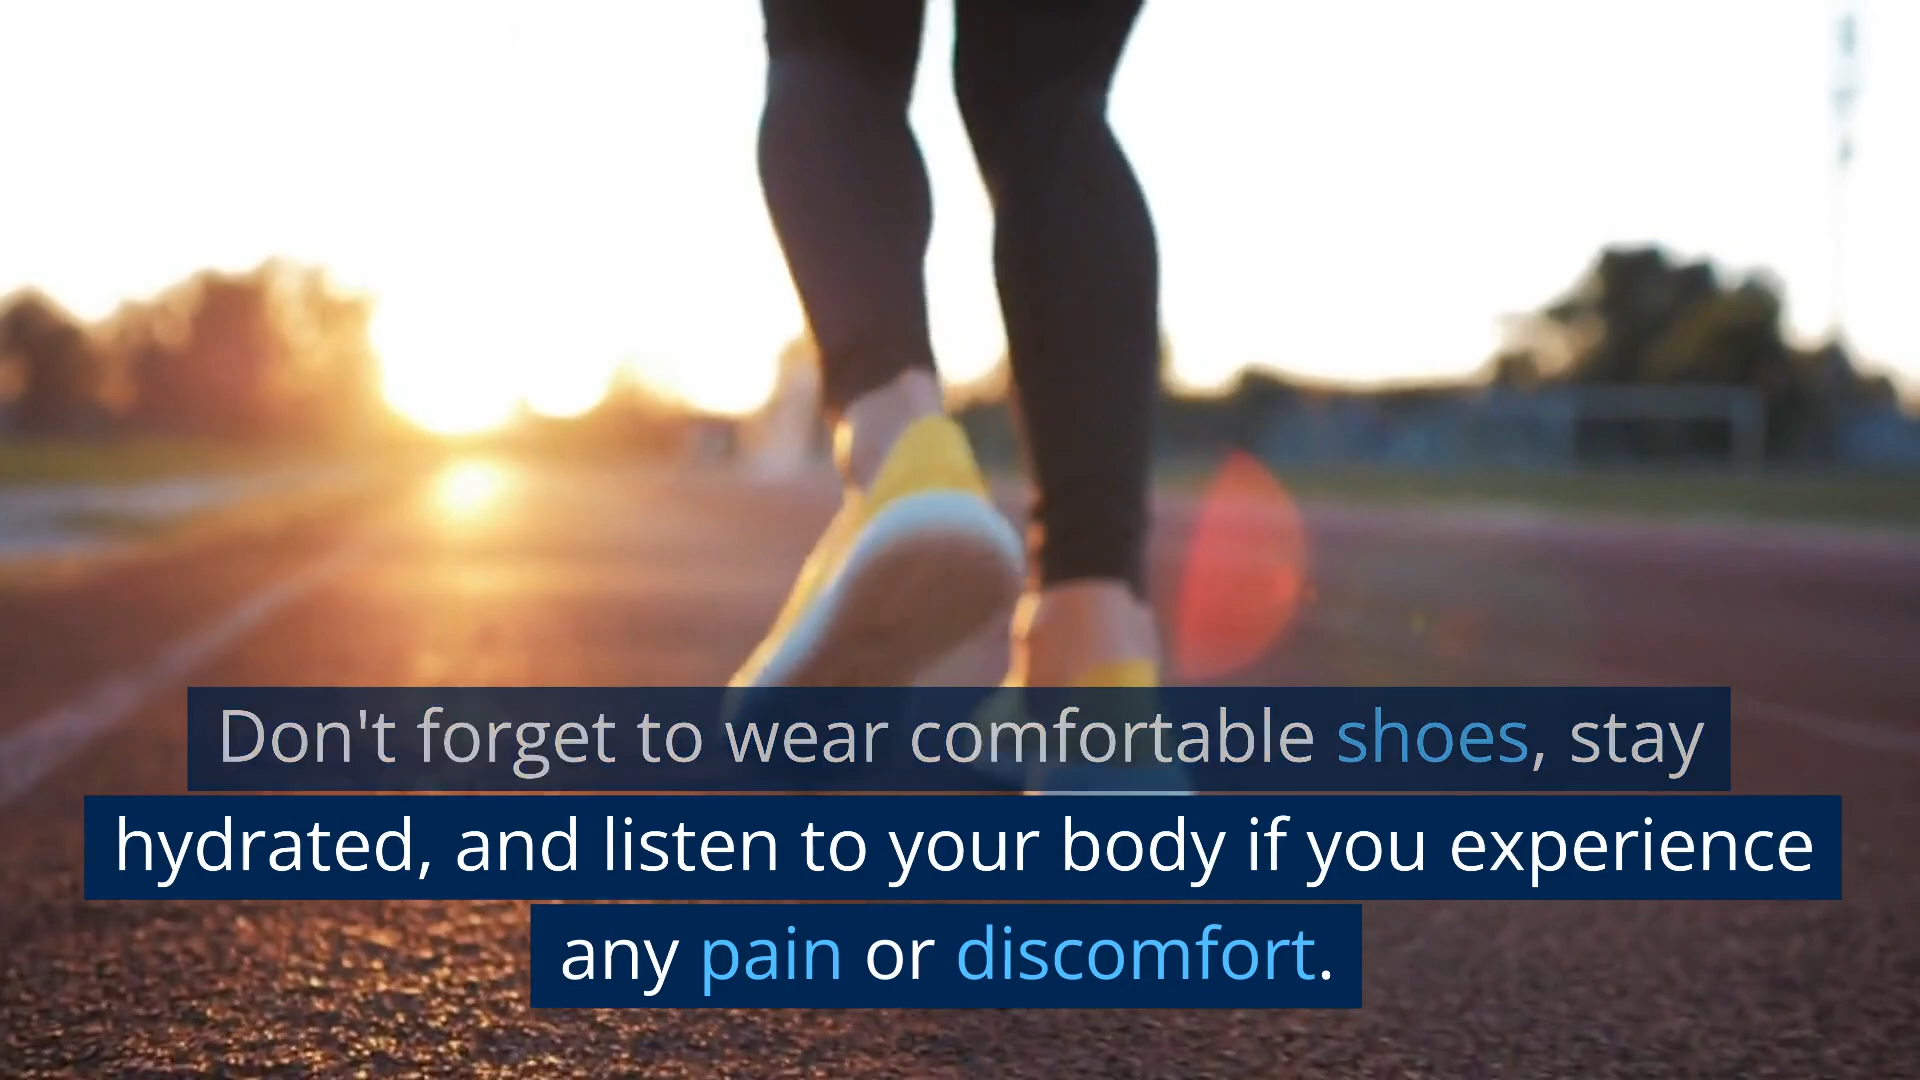 Don't forget to wear comfortable shoes, stay
hydrated, and listen to your body if you experience
any pain or discomfort.